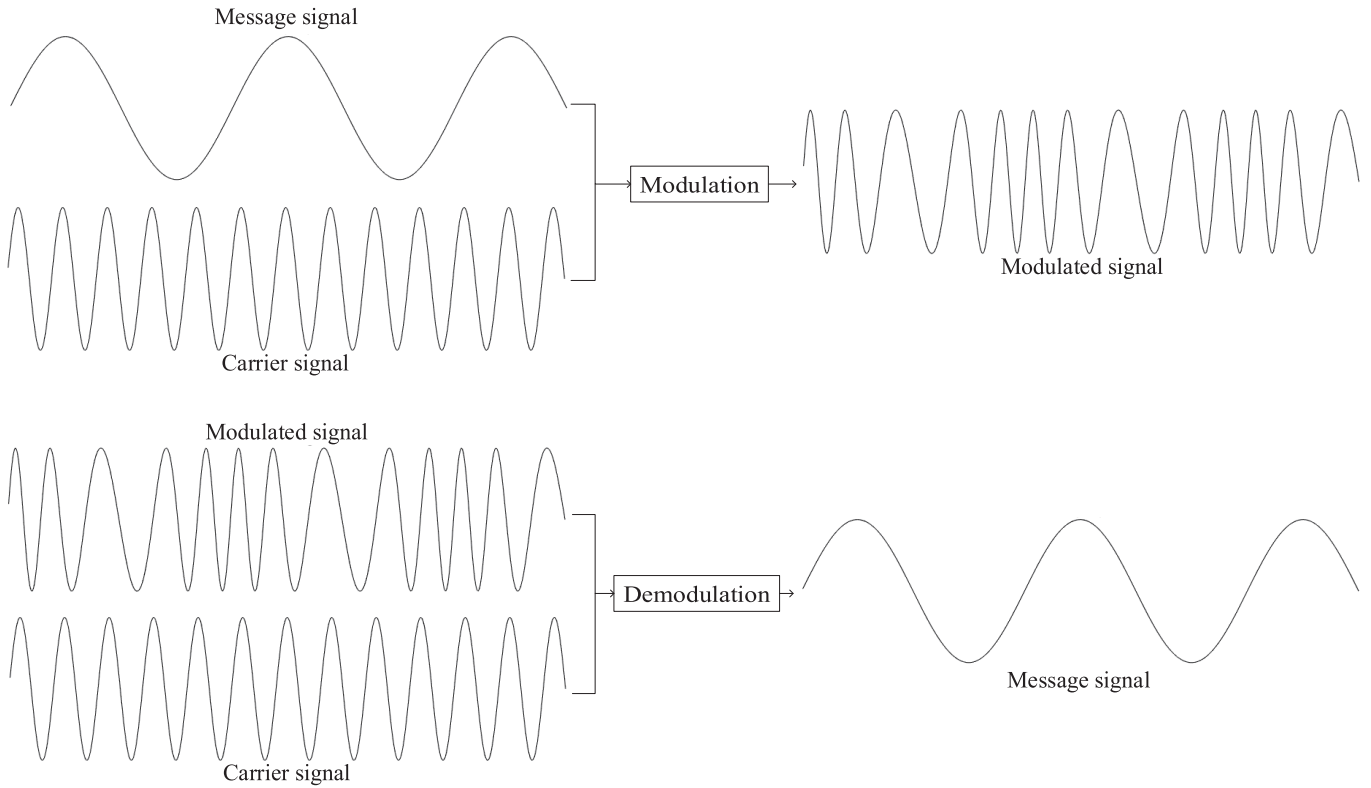 Message signal
Modulation
Modulated signal
Carrier signal
Modulated signal
Demodulation
Message signal
Carrier signal